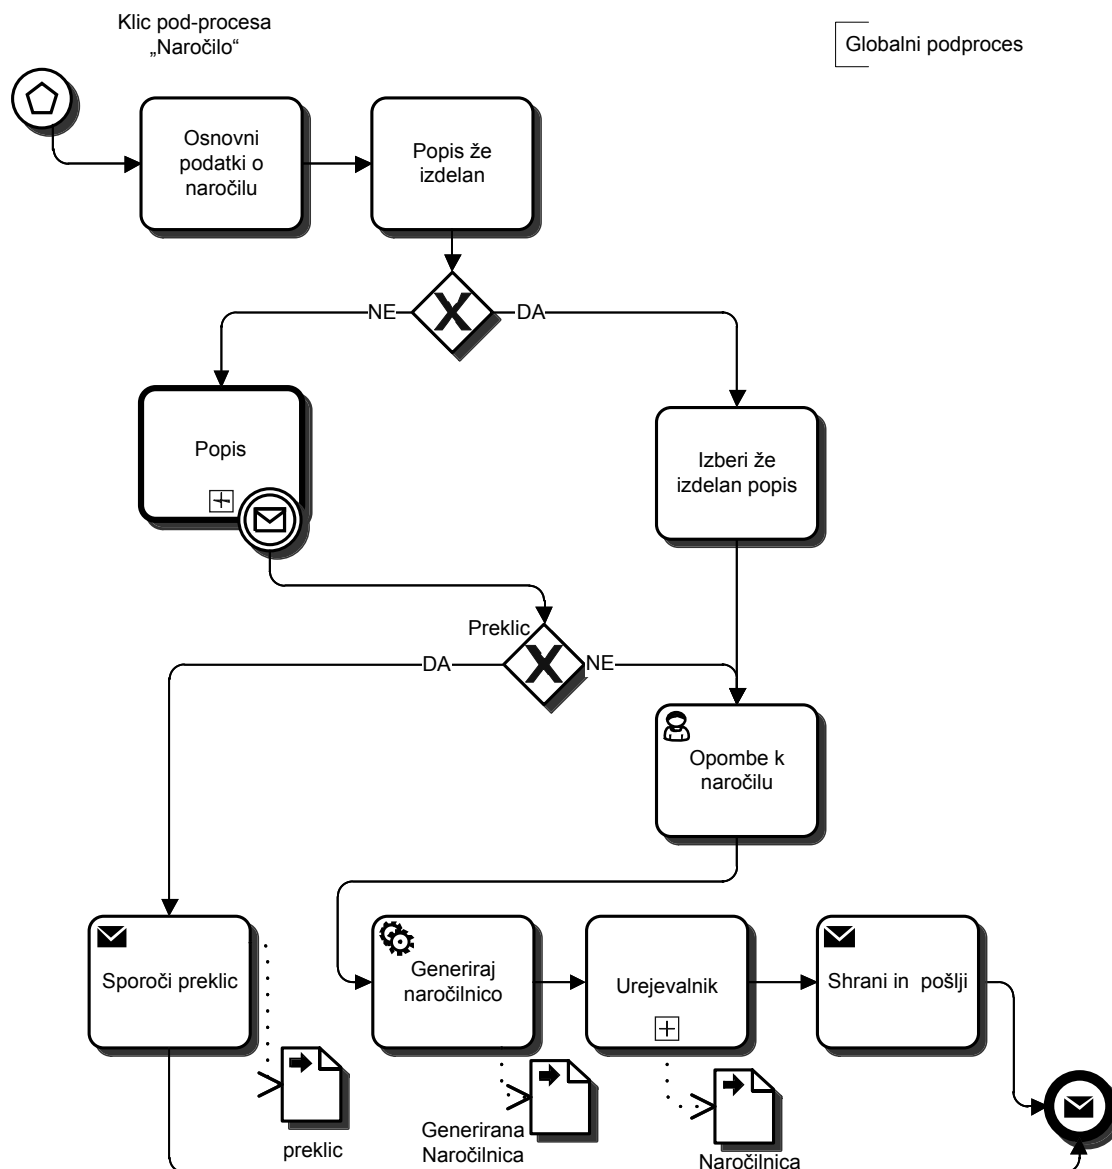 Klic pod-procesa
„Naročilo“
Globalni podproces
Osnovni
podatki o
naročilu
Popis že
izdelan
NE
DA
Popis
Izberi že
izdelan popis
Preklic
DA
NE
Opombe k
naročilu
Sporoči preklic
Generiraj
naročilnico
Urejevalnik
Shrani in  pošlji
preklic
Generirana
Naročilnica
Naročilnica